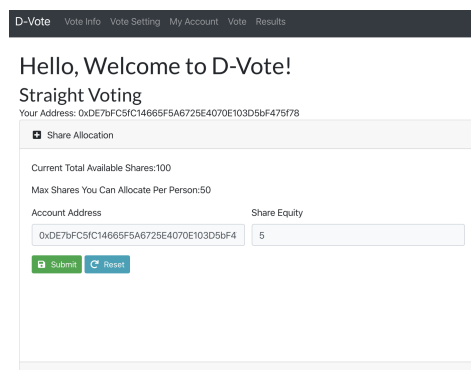 D-Vote Vote Info Vote Setting My Account Vote Results
Hello, Welcome to D-Vote!
Straight Voting
Your Address: 0xDE7bFC5fC14665F5A6725E4070E103D5bF475f78
Share Allocation
Current Total Available Shares:100
Max Shares You Can Allocate Per Person:50
Account Address Share Equity
0xDE7bFC5fC14665F5A6725E4070E103D5bF4 5
Submit Reset